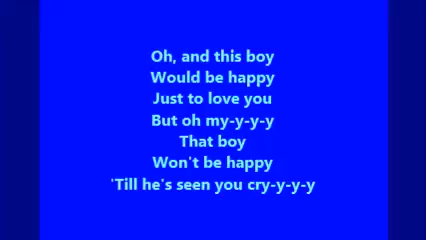 Oh, and this boy
Would be happy
Just to love you
But oh my-y-y-y
That boy
Won't be happy
'Till he's seen you cry-y-y-y